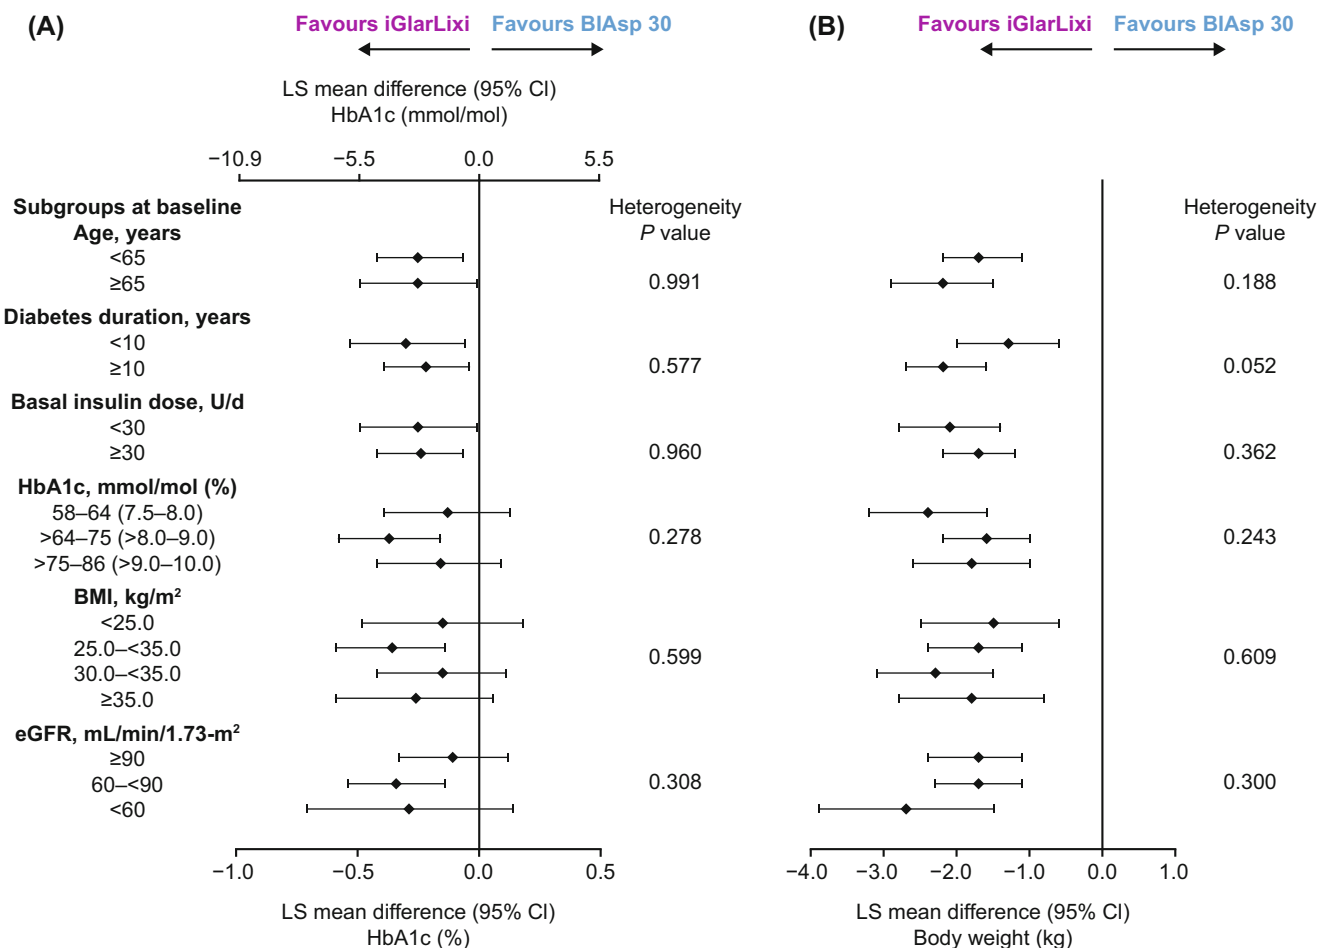 (A)
Favours iGlarLixi Favours BIAsp 30
LS mean difference (95% CI)
HbA1c (mmol/mol)
−10.9 −5.5 0.0 5.5
Subgroups at baseline
Heterogeneity
P value
Age, years
<65
≥65
0.991
Diabetes duration, years
<10
≥10
0.577
Basal insulin dose, U/d
<30
≥30
0.960
HbA1c, mmol/mol (%)
58–64 (7.5–8.0)
>64–75 (>8.0–9.0)
0.278
>75–86 (>9.0–10.0)
BMI, kg/m²
<25.0
25.0–<35.0
0.599
30.0–<35.0
≥35.0
eGFR, mL/min/1.73-m²
≥90
60–<90
0.308
<60
−1.0 −0.5 0.0 0.5
LS mean difference (95% CI)
HbA1c (%)
(B)
Favours iGlarLixi Favours BIAsp 30
Heterogeneity
P value
0.188
0.052
0.362
0.243
0.609
0.300
−4.0 −3.0 −2.0 −1.0 0.0 1.0
LS mean difference (95% CI)
Body weight (kg)